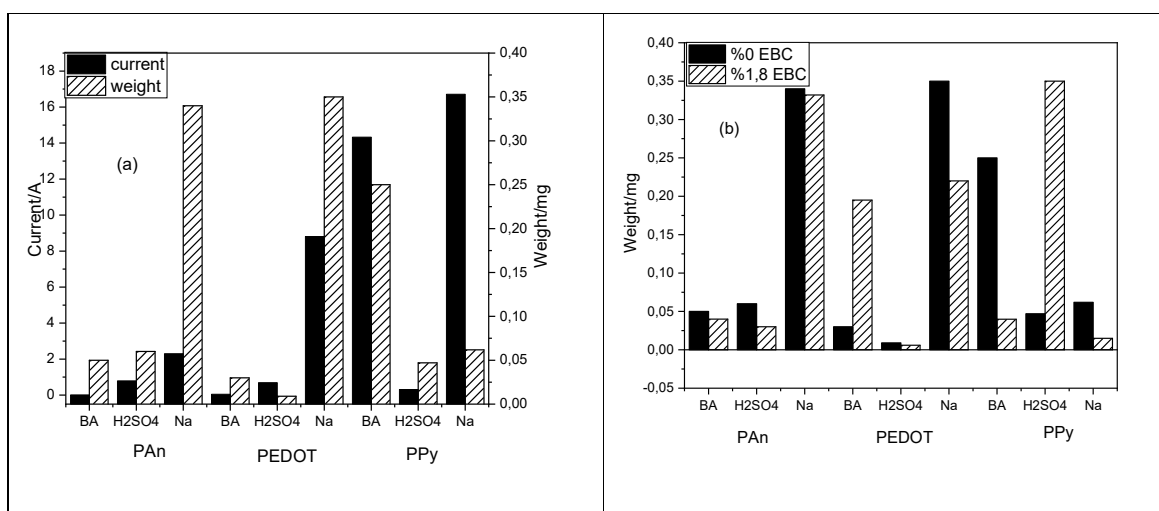 current
weight
(a)
Current/A
18
16
14
12
10
8
6
4
2
0
0,40
0,35
0,30
0,25
0,20
0,15
0,10
0,05
0,00
Weight/mg
BA H2SO4 Na BA H2SO4 Na BA H2SO4 Na
PAn PEDOT PPy
%0 EBC
%1,8 EBC
(b)
Weight/mg
0,40
0,35
0,30
0,25
0,20
0,15
0,10
0,05
0,00
-0,05
BA H2SO4 Na BA H2SO4 Na BA H2SO4 Na
PAn PEDOT PPy